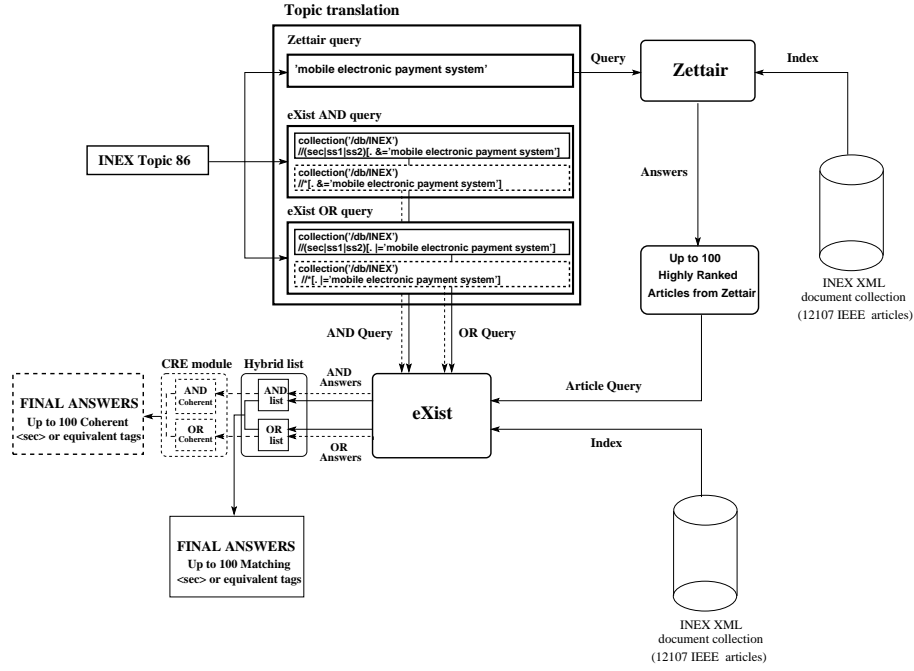 Topic translation
Zettair query
'mobile electronic payment system'
Query
Zettair
Index
eXist AND query
collection('/db/INEX')
//(sec|ss1|ss2)[. &='mobile electronic payment system']
collection('/db/INEX')
//*[. &='mobile electronic payment system']
INEX Topic 86
Answers
eXist OR query
collection('/db/INEX')
//(sec|ss1|ss2)[. |='mobile electronic payment system']
collection('/db/INEX')
//*[. |='mobile electronic payment system']
Up to 100
Highly Ranked
Articles from Zettair
INEX XML
document collection
(12107 IEEE articles)
AND Query
OR Query
CRE module
Hybrid list
AND
Answers
Article Query
FINAL ANSWERS
Up to 100 Coherent
<sec> or equivalent tags
AND
Coherent
OR
Coherent
AND
list
OR
list
eXist
OR
Answers
Index
FINAL ANSWERS
Up to 100 Matching
<sec> or equivalent tags
INEX XML
document collection
(12107 IEEE articles)